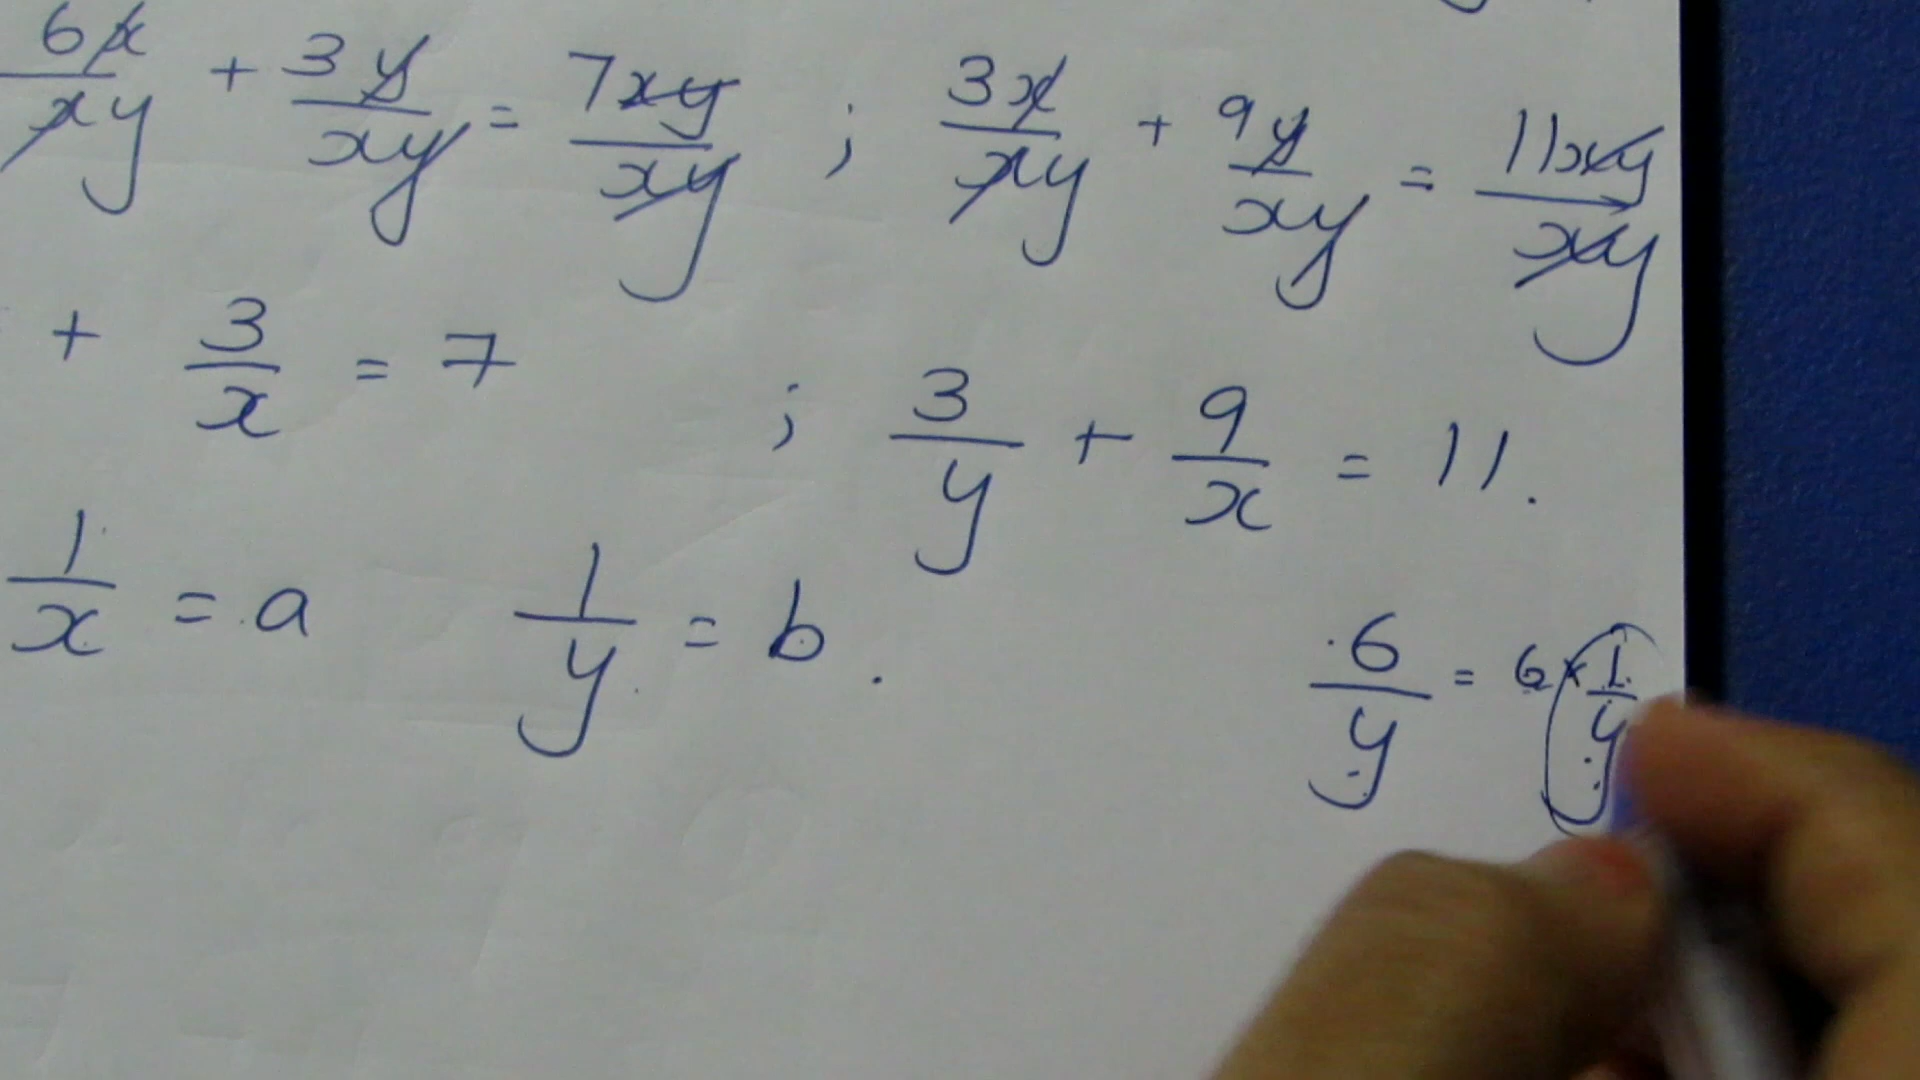 6x/xy + 3y/xy = 7xy/xy ; 3x/xy + 9y/xy = 11xy/xy
+ 3/x = 7 ; 3/y + 9/x = 11.
1/x = a 1/y = b.
6/y = 6 × 1/y